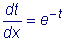 dt/dx = e^{-t}